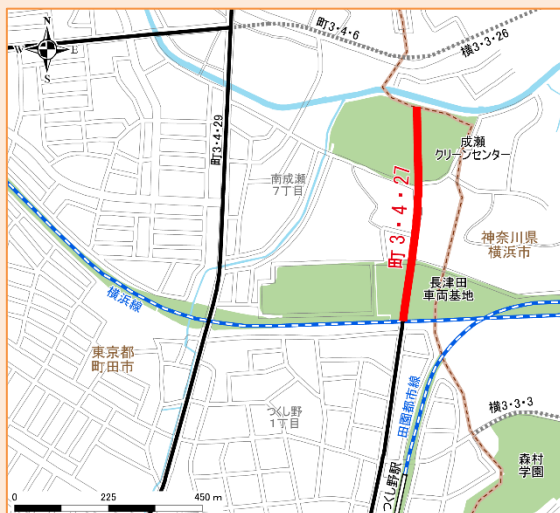 N
W E
S
町3・4・6
横3・3・26
町3・4・29
成瀬
クリーンセンター
南成瀬
7丁目
町3・4・27
神奈川県
横浜市
長津田
車両基地
横浜線
東京都
町田市
田園都市線
つくし野
1丁目
横3・3・3
つくし野駅
森村
学園
0 225 450 m